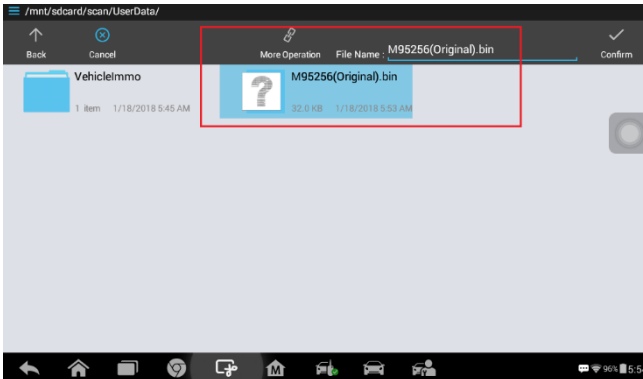 /mnt/sdcard/scan/UserData/
Back
Cancel
More Operation
File Name : M95256(Original).bin
Confirm
VehicleImmo
1 item 1/18/2018 5:45 AM
M95256(Original).bin
32.0 KB 1/18/2018 5:53 AM
96%